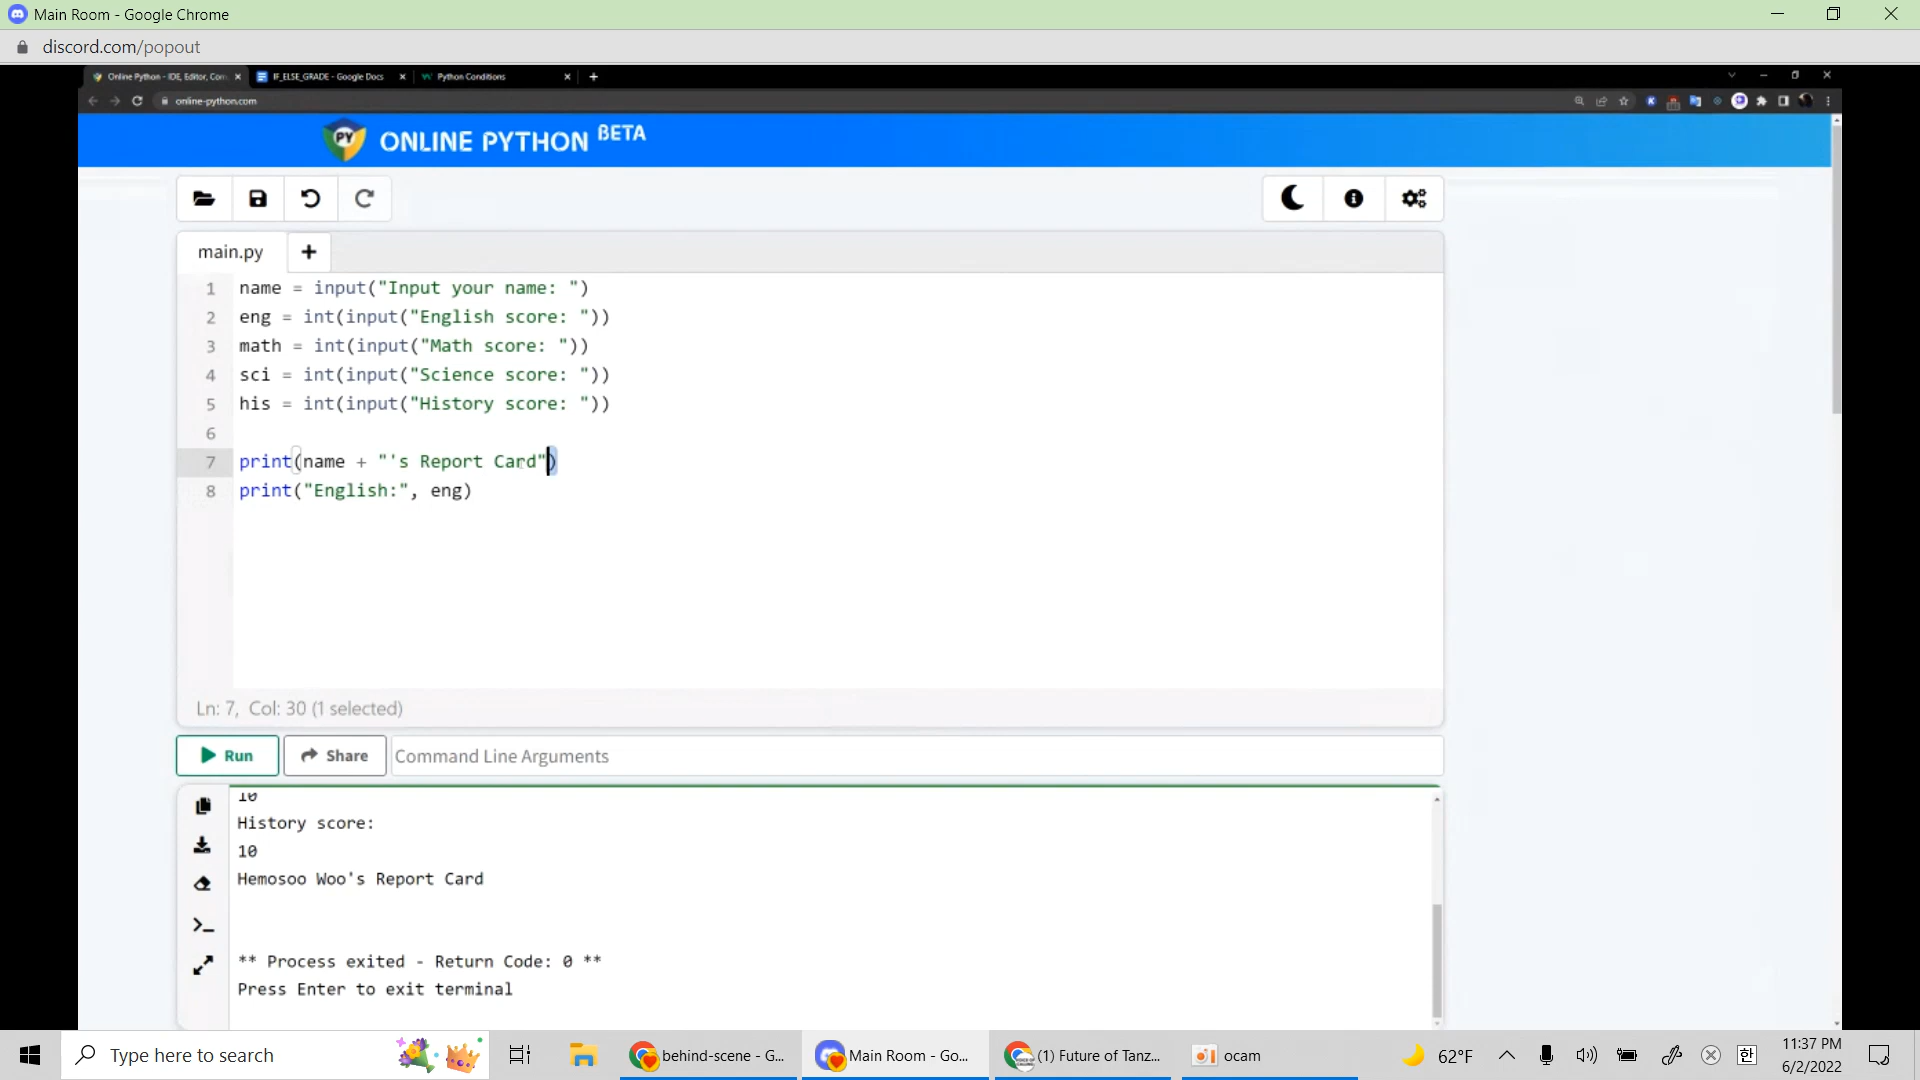 Main Room - Google Chrome
discord.com/popout
Online Python - IDE, Editor, Com
IF_ELSE_GRADE - Google Docs
Python Conditions
online-python.com
PY
ONLINE PYTHON BETA
main.py
1 name = input("Input your name: ")
2 eng = int(input("English score: "))
3 math = int(input("Math score: "))
4 sci = int(input("Science score: "))
5 his = int(input("History score: "))
6
7 print(name + "'s Report Card")
8 print("English:", eng)
Ln: 7, Col: 30 (1 selected)
Run
Share
Command Line Arguments
10
History score:
10
Hemosoo Woo's Report Card
** Process exited - Return Code: 0 **
Press Enter to exit terminal
Type here to search
behind-scene - G...
Main Room - Go...
(1) Future of Tanz...
ocam
62°F
한
11:37 PM
6/2/2022